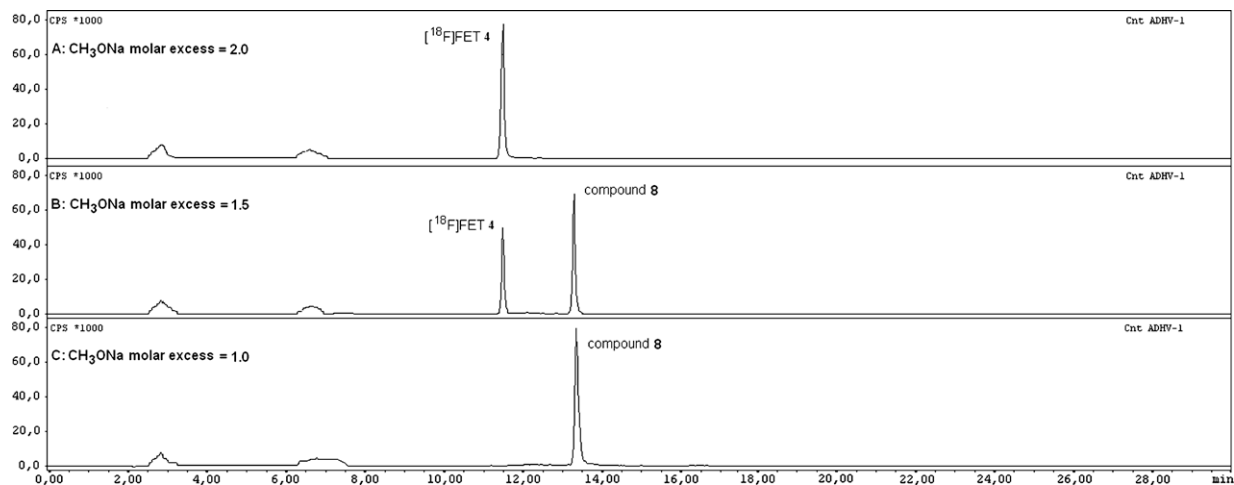 80,0 CPS *1000 Cnt ADHV-1
[¹⁸F]FET 4
60,0 A: CH₃ONa molar excess = 2.0
40,0
20,0
0,0
80,0 CPS *1000 Cnt ADHV-1
compound 8
60,0 B: CH₃ONa molar excess = 1.5
[¹⁸F]FET 4
40,0
20,0
0,0
80,0 CPS *1000 Cnt ADHV-1
compound 8
60,0 C: CH₃ONa molar excess = 1.0
40,0
20,0
0,0
0,00 2,00 4,00 6,00 8,00 10,00 12,00 14,00 16,00 18,00 20,00 22,00 24,00 26,00 28,00 min